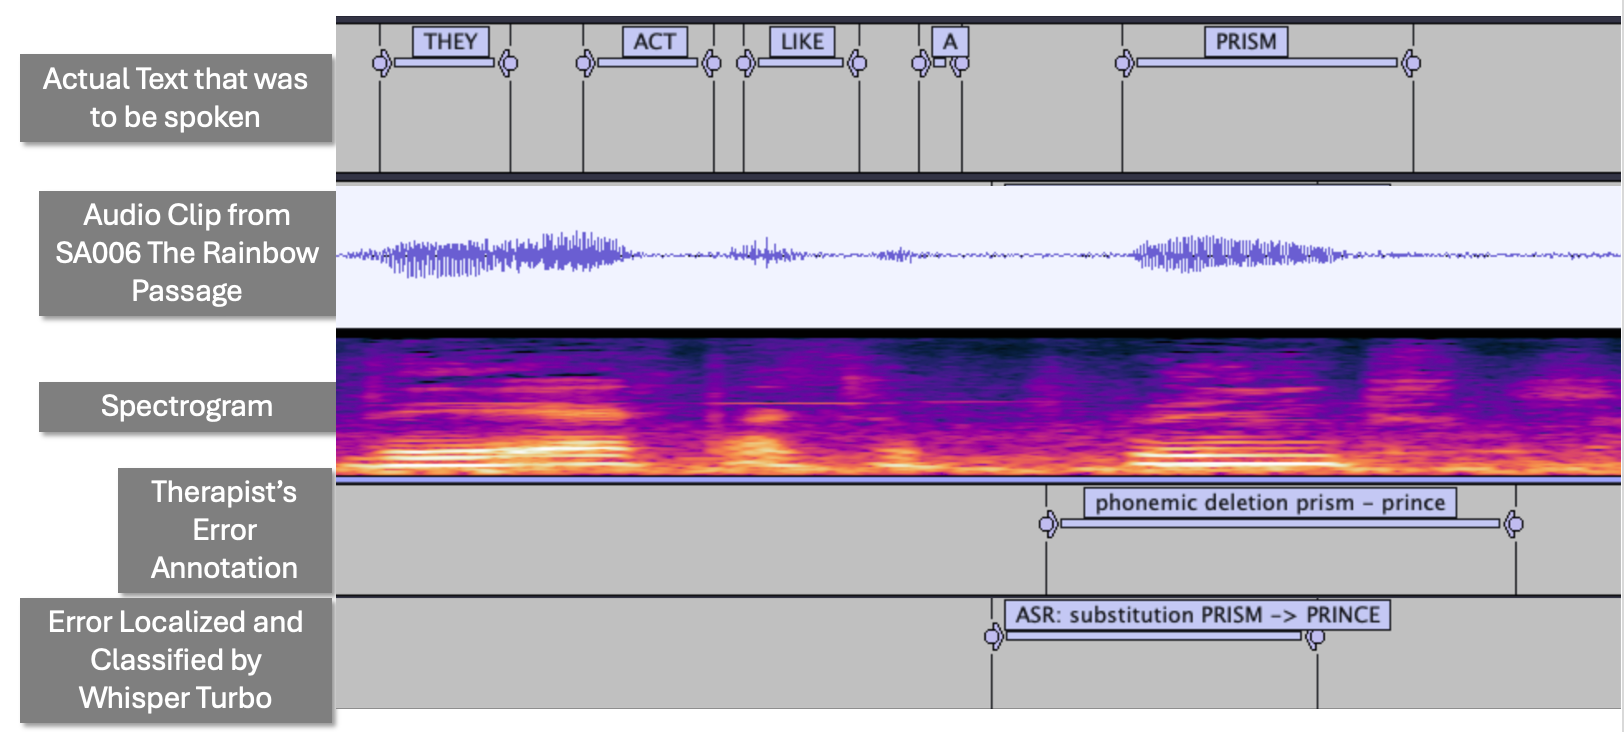 Actual Text that was
to be spoken
THEY ACT LIKE A PRISM
Audio Clip from
SA006 The Rainbow
Passage
Spectrogram
Therapist’s
Error
Annotation
phonemic deletion prism – prince
Error Localized and
Classified by
Whisper Turbo
ASR: substitution PRISM -> PRINCE